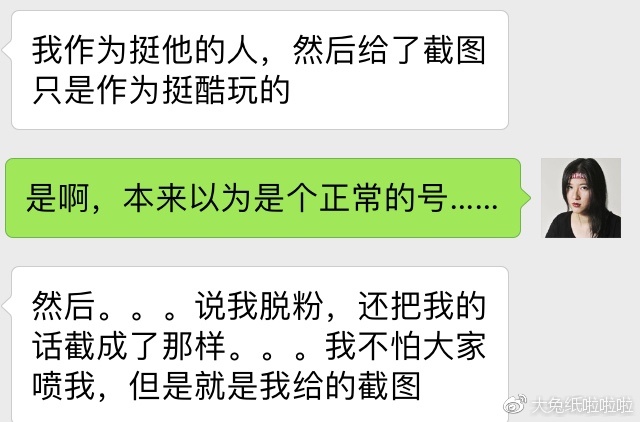 我作为挺他的人，然后给了截图
只是作为挺酷玩的
是啊，本来以为是个正常的号……
然后。。。说我脱粉，还把我的
话截成了那样。。。我不怕大家
喷我，但是就是我给的截图
大兔纸啦啦啦